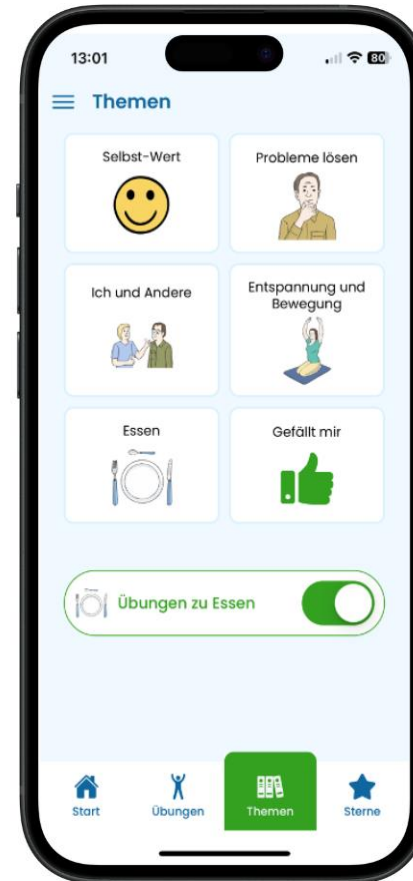 13:01
80
Themen
Selbst-Wert
Probleme lösen
Ich und Andere
Entspannung und
Bewegung
Essen
Gefällt mir
Übungen zu Essen
Start
Übungen
Themen
Sterne